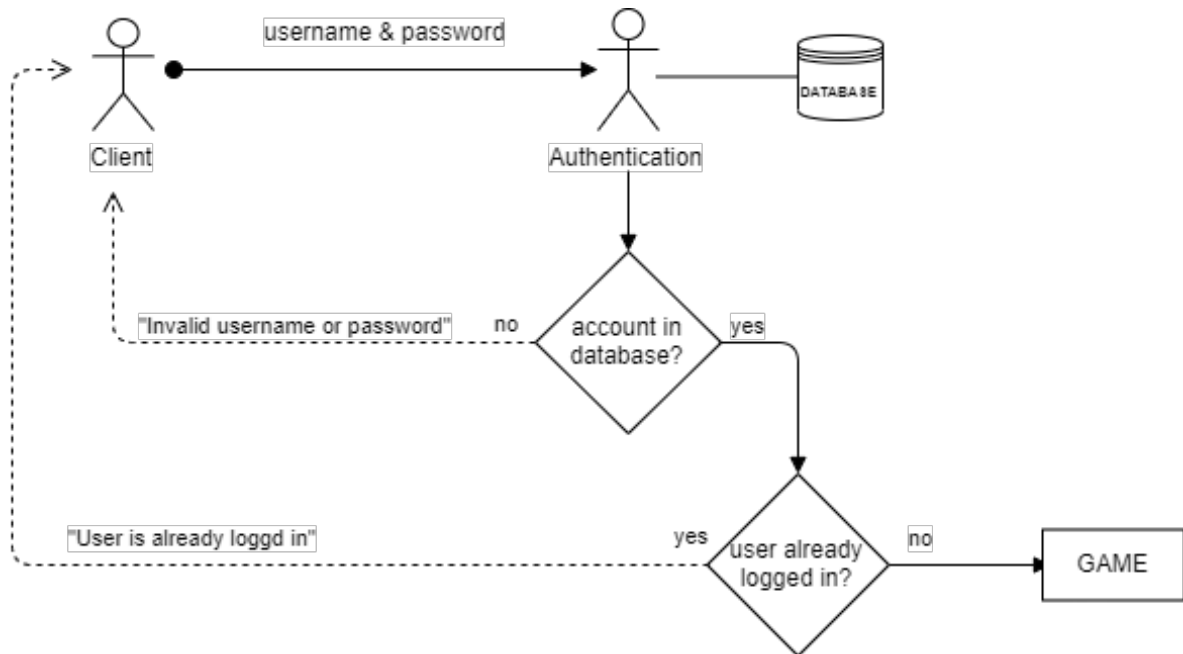 username & password
DATABASE
Client
Authentication
"Invalid username or password"
no
account in
database?
yes
"User is already loggd in"
yes
user already
logged in?
no
GAME